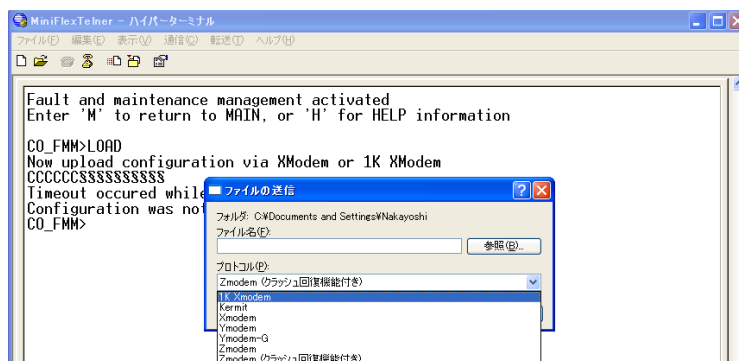 MiniFlexTelner - ハイパーターミナル
ファイル(F) 編集(E) 表示(V) 通信(C) 転送(T) ヘルプ(H)
Fault and maintenance management activated
Enter 'M' to return to MAIN, or 'H' for HELP information
CO_FMM>LOAD
Now upload configuration via XModem or 1K XModem
CCCCCC§§§§§§§§§§
Timeout occured while
Configuration was not
CO_FMM>
ファイルの送信
フォルダ: C:¥Documents and Settings¥Nakayoshi
ファイル名(F):
参照(B)...
プロトコル(P):
Zmodem (クラッシュ回復機能付き)
1K Xmodem
Kermit
Xmodem
Ymodem
Ymodem-G
Zmodem
Zmodem (クラッシュ回復機能付き)